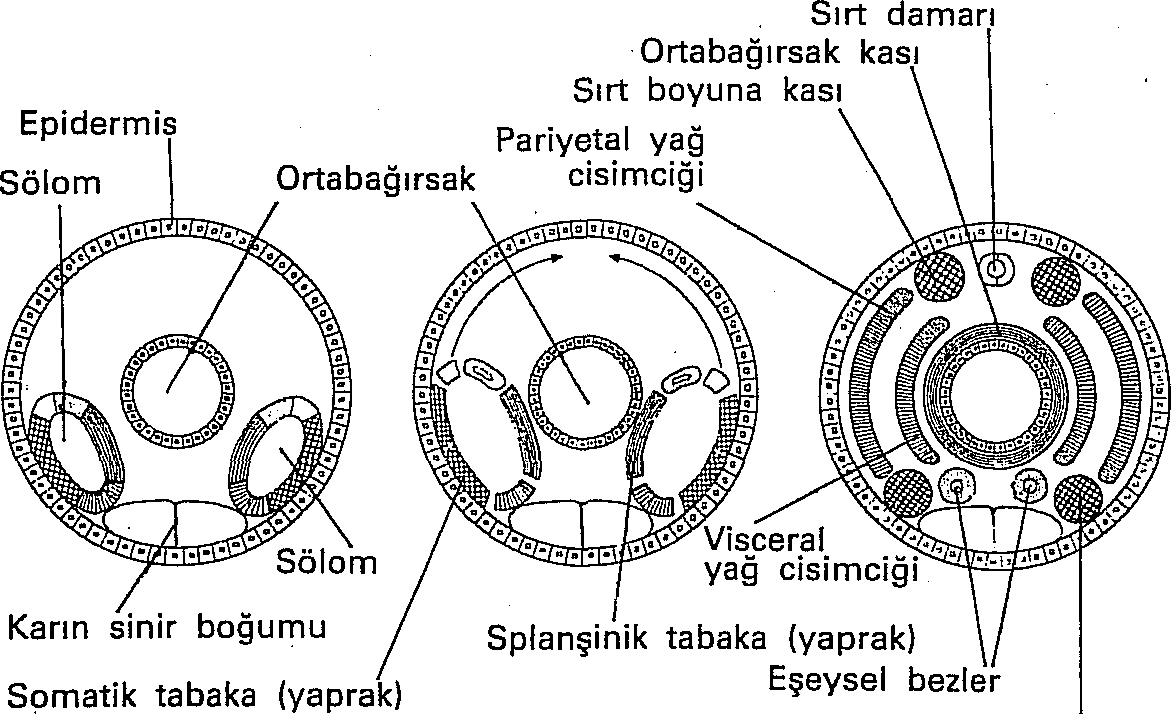 Sırt damarı
Ortabağırsak kası
Sırt boyuna kası
Epidermis
Pariyetal yağ
cisimciği
Sölom
Ortabağırsak
Visceral
yağ cisimciği
Sölom
Karın sinir boğumu
Splanşinik tabaka (yaprak)
Eşeysel bezler
Somatik tabaka (yaprak)